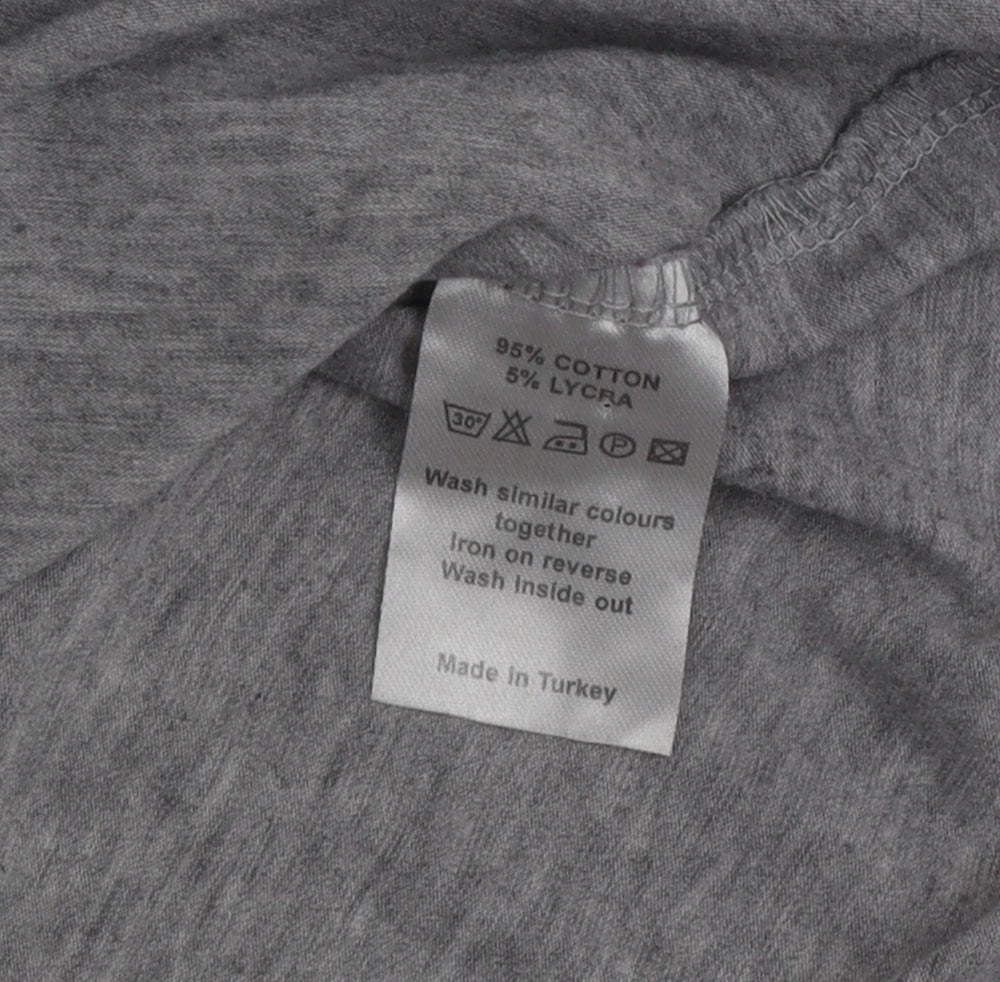 95% COTTON
5% LYCRA
30° P
Wash similar colours
together
Iron on reverse
Wash Inside out
Made in Turkey